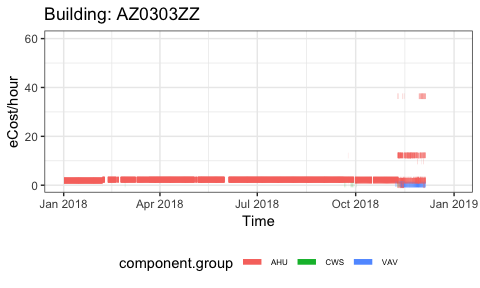 Building: AZ0303ZZ
eCost/hour
60
40
20
0
Jan 2018 Apr 2018 Jul 2018 Oct 2018 Jan 2019
Time
component.group AHU CWS VAV